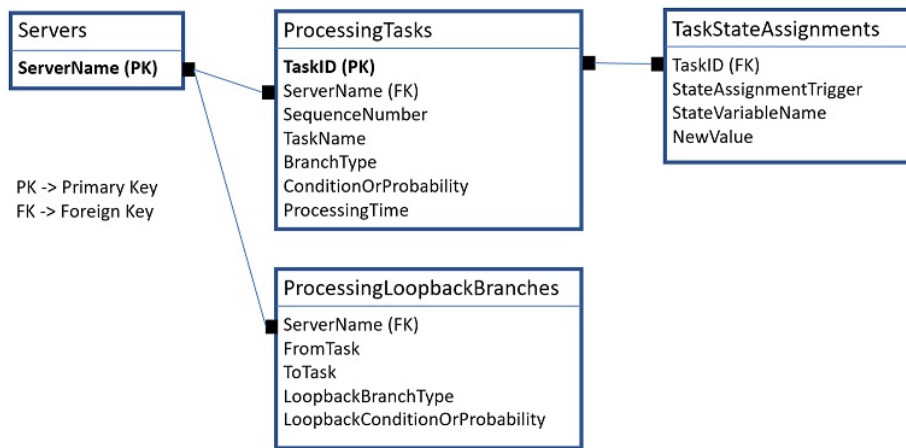 Servers
ServerName (PK)
PK -> Primary Key
FK -> Foreign Key
ProcessingTasks
TaskID (PK)
ServerName (FK)
SequenceNumber
TaskName
BranchType
ConditionOrProbability
ProcessingTime
TaskStateAssignments
TaskID (FK)
StateAssignmentTrigger
StateVariableName
NewValue
ProcessingLoopbackBranches
ServerName (FK)
FromTask
ToTask
LoopbackBranchType
LoopbackConditionOrProbability